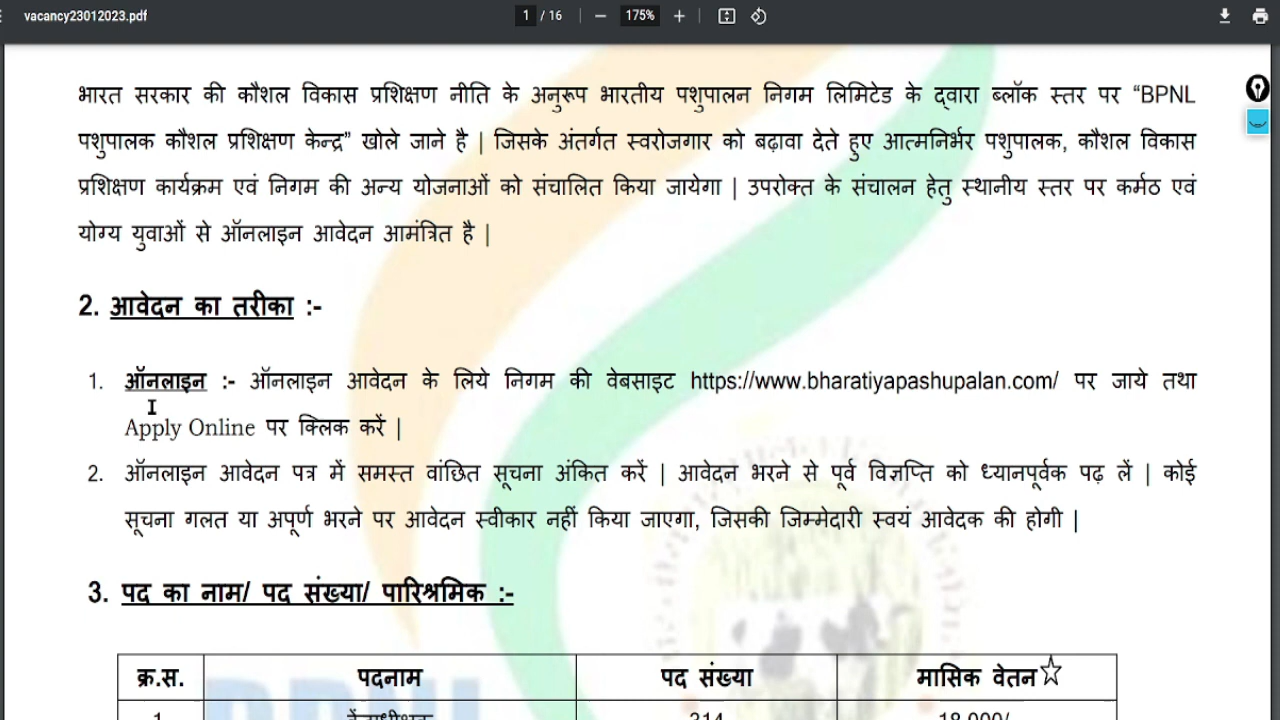 vacancy23012023.pdf
1 / 16
175%
भारत सरकार की कौशल विकास प्रशिक्षण नीति के अनुरूप भारतीय पशुपालन निगम लिमिटेड के द्वारा ब्लॉक स्तर पर “BPNL
पशुपालक कौशल प्रशिक्षण केन्द्र” खोले जाने है | जिसके अंतर्गत स्वरोजगार को बढ़ावा देते हुए आत्मनिर्भर पशुपालक, कौशल विकास
प्रशिक्षण कार्यक्रम एवं निगम की अन्य योजनाओं को संचालित किया जायेगा | उपरोक्त के संचालन हेतु स्थानीय स्तर पर कर्मठ एवं
योग्य युवाओं से ऑनलाइन आवेदन आमंत्रित है |
2. आवेदन का तरीका :-
1. ऑनलाइन :- ऑनलाइन आवेदन के लिये निगम की वेबसाइट https://www.bharatiyapashupalan.com/ पर जाये तथा
Apply Online पर क्लिक करें |
2. ऑनलाइन आवेदन पत्र में समस्त वांछित सूचना अंकित करें | आवेदन भरने से पूर्व विज्ञप्ति को ध्यानपूर्वक पढ़ लें | कोई
सूचना गलत या अपूर्ण भरने पर आवेदन स्वीकार नहीं किया जाएगा, जिसकी जिम्मेदारी स्वयं आवेदक की होगी |
3. पद का नाम/ पद संख्या/ पारिश्रमिक :-
क्र.स. पदनाम पद संख्या मासिक वेतन☆
BPNL